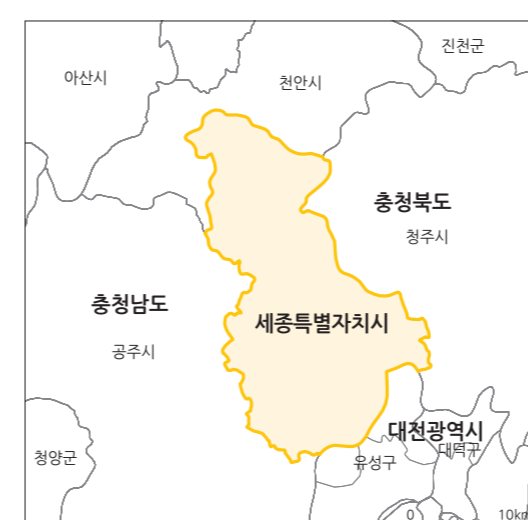 진천군
아산시
천안시
충청북도
청주시
충청남도
세종특별자치시
공주시
대전광역시
대덕구
청양군
유성구
0 10km